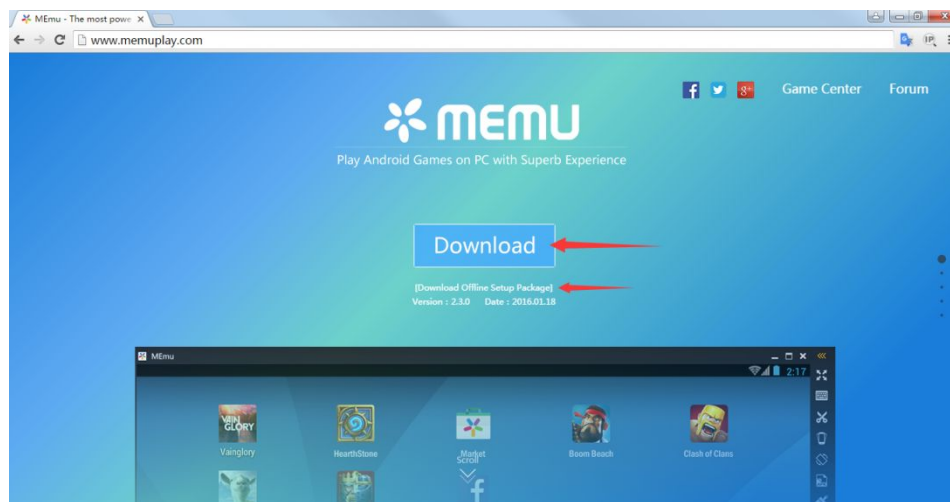 MEmu - The most powe
www.memuplay.com
Game Center Forum
MEMU
Play Android Games on PC with Superb Experience
Download
[Download Offline Setup Package]
Version : 2.3.0 Date : 2016.01.18
MEmu
2:17
VAIN GLORY
Vainglory
HearthStone
Market
Scroll
Boom Beach
Clash of Clans